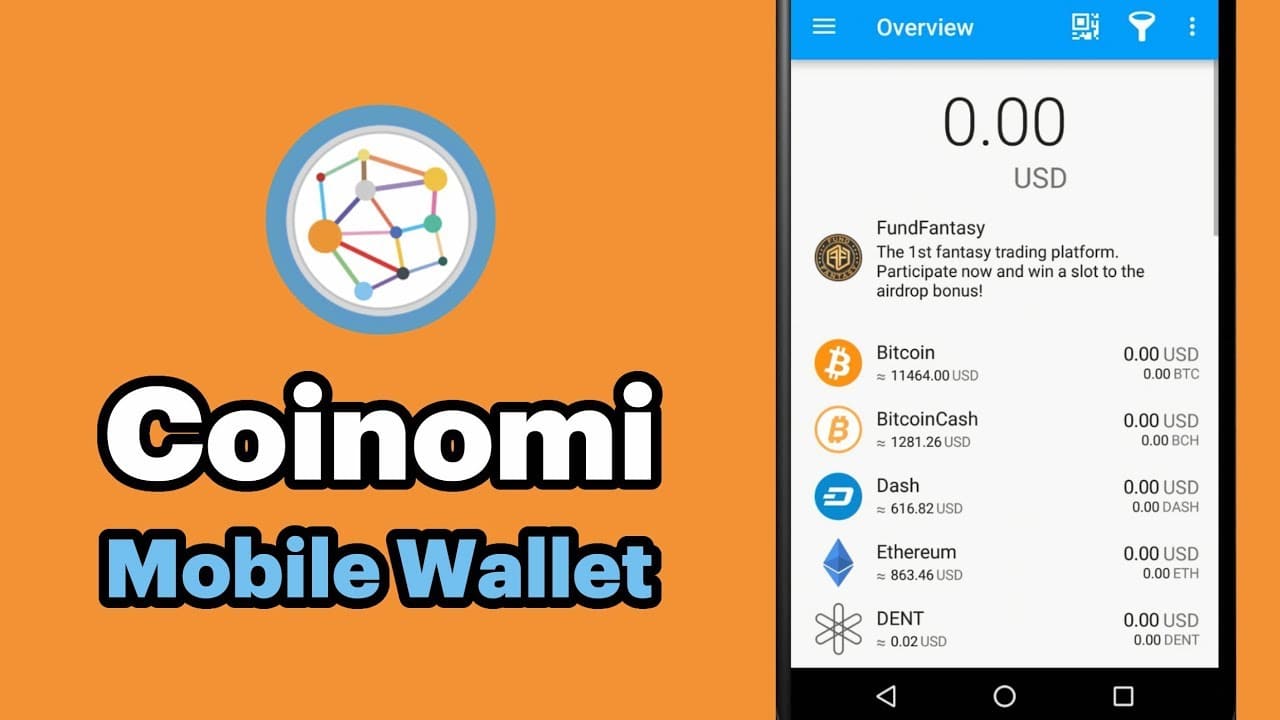 Coinomi
Mobile Wallet
Overview
0.00
USD
FundFantasy
The 1st fantasy trading platform.
Participate now and win a slot to the
airdrop bonus!
Bitcoin 0.00 USD
≈ 11464.00 USD 0.00 BTC
BitcoinCash 0.00 USD
≈ 1281.26 USD 0.00 BCH
Dash 0.00 USD
≈ 616.82 USD 0.00 DASH
Ethereum 0.00 USD
≈ 863.46 USD 0.00 ETH
DENT 0.00 USD
≈ 0.02 USD 0.00 DENT